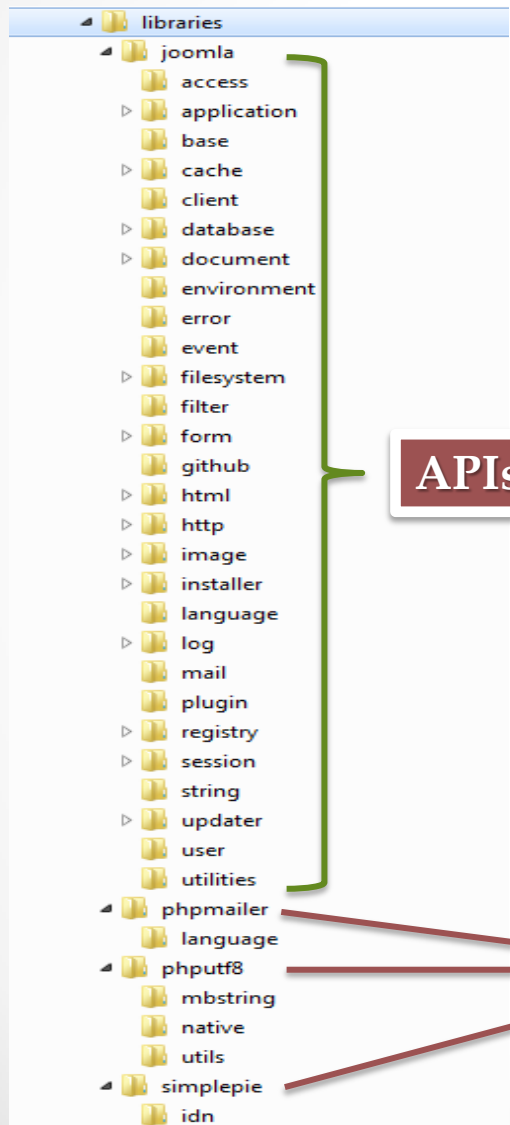 libraries
joomla
access
application
base
cache
client
database
document
environment
error
event
filesystem
filter
form
github
html
http
image
installer
language
log
mail
plugin
registry
session
string
updater
user
utilities
phpmailer
language
phputf8
mbstring
native
utils
simplepie
idn
APIs